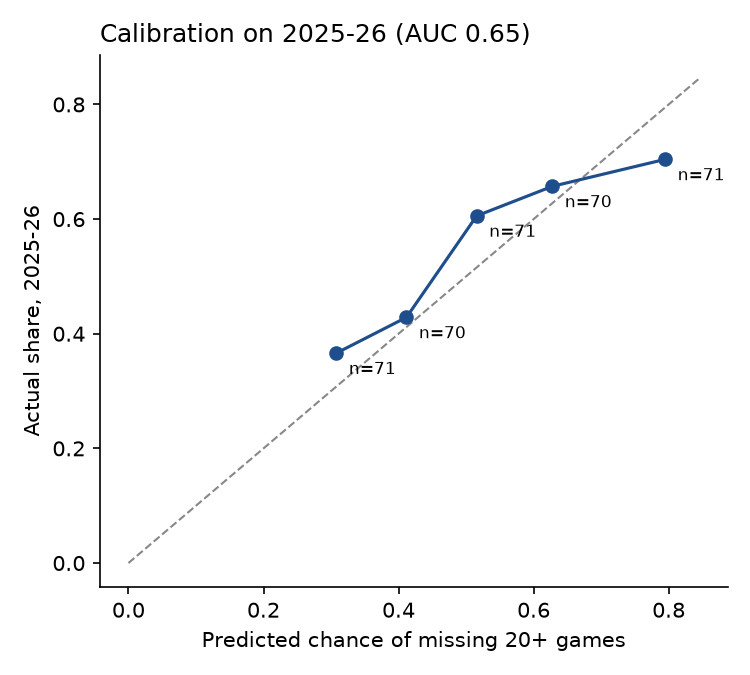 Calibration on 2025-26 (AUC 0.65)
Actual share, 2025-26
0.8
0.6
0.4
0.2
0.0
n=71
n=70
n=71
n=70
n=71
0.0 0.2 0.4 0.6 0.8
Predicted chance of missing 20+ games